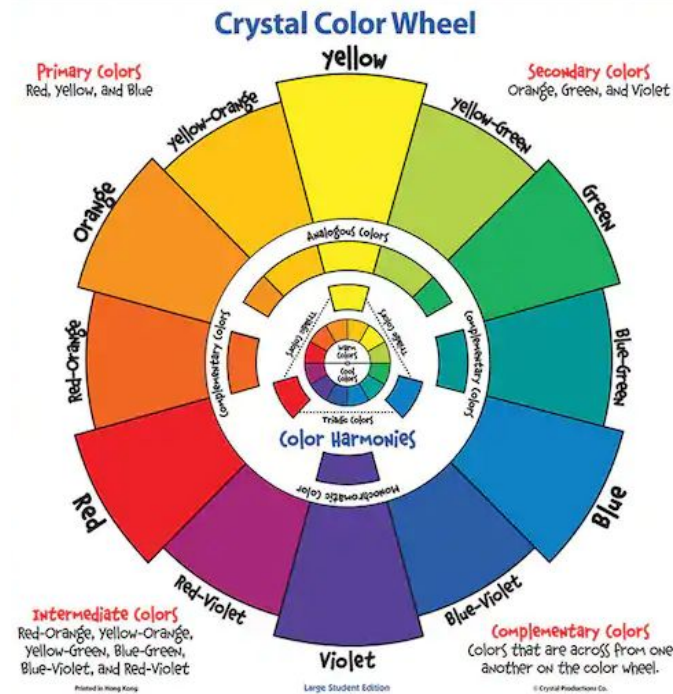 Crystal Color Wheel
Primary Colors
Red, Yellow, and Blue
Secondary Colors
Orange, Green, and Violet
Yellow
Yellow-Orange
Yellow-Green
Orange
Green
Red-Orange
Blue-Green
Red
Blue
Red-Violet
Blue-Violet
Violet
Analogous Colors
Complementary Colors
Complementary Colors
Triadic Colors
Triadic Colors
Warm
Colors
Cool
Colors
Triadic Colors
Color Harmonies
Monochromatic Color
Intermediate Colors
Red-Orange, Yellow-Orange,
Yellow-Green, Blue-Green,
Blue-Violet, and Red-Violet
Complementary Colors
Colors that are across from one
another on the color wheel.
Printed in Hong Kong
Large Student Edition
© Crystal Productions Co.